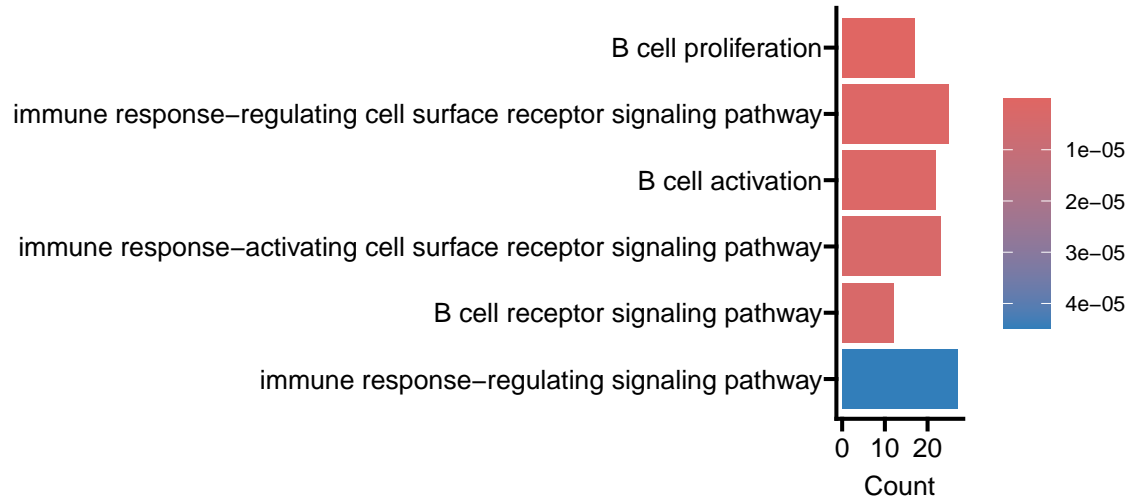 B cell proliferation
immune response−regulating cell surface receptor signaling pathway
B cell activation
immune response−activating cell surface receptor signaling pathway
B cell receptor signaling pathway
immune response−regulating signaling pathway
0 10 20
Count
1e−05
2e−05
3e−05
4e−05